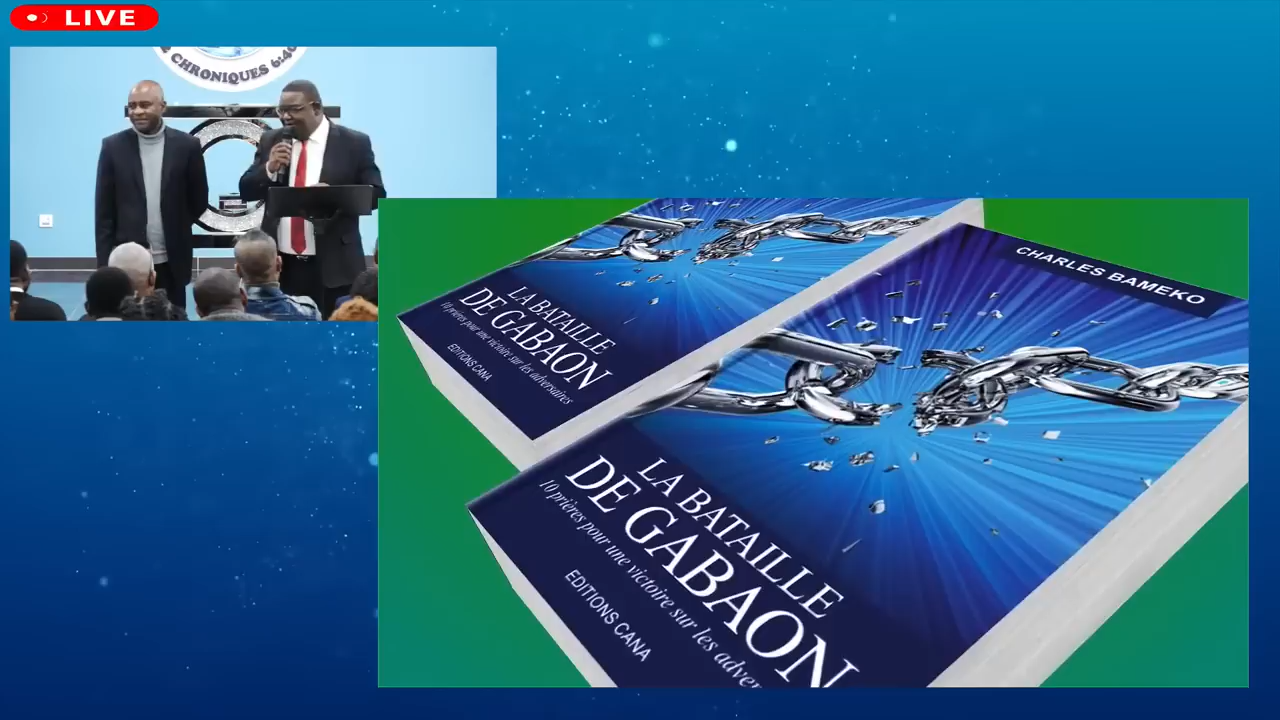 LIVE
CHRONIQUES 6:40
LA BATAILLE
DE GABAON
10 prières pour une victoire sur les adversaires
EDITIONS CANA
CHARLES BAMEKO
LA BATAILLE
DE GABAON
10 prières pour une victoire sur les adver
EDITIONS CANA